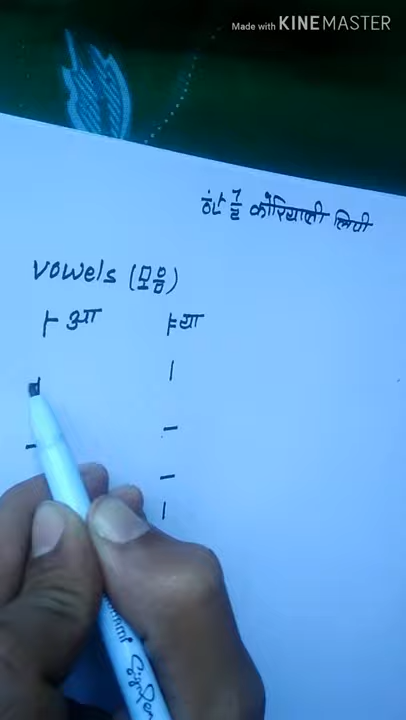 Made with KINEMASTER
한글 कोरियाली लिपी
vowels (모음)
ㅏ आ ㅑ या
ㅣ
ㅡ
ㅡ
ㅣ